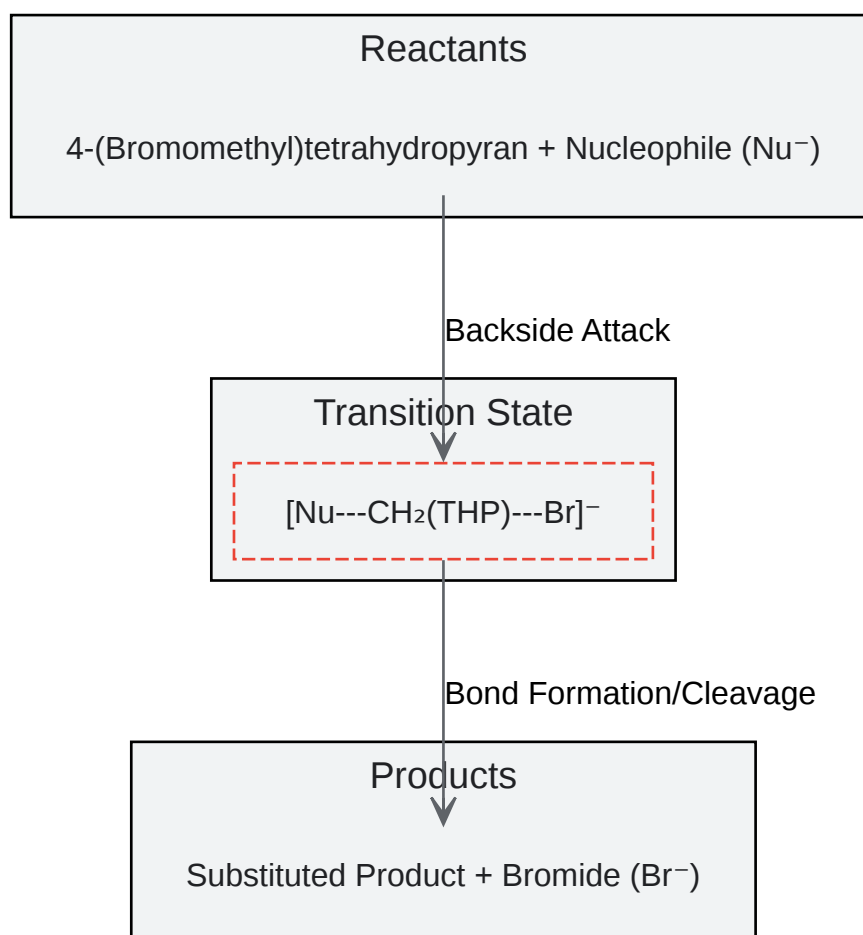 Reactants
4-(Bromomethyl)tetrahydropyran + Nucleophile (Nu⁻)
Backside Attack
Transition State
[Nu---CH₂(THP)---Br]⁻
Bond Formation/Cleavage
Products
Substituted Product + Bromide (Br⁻)